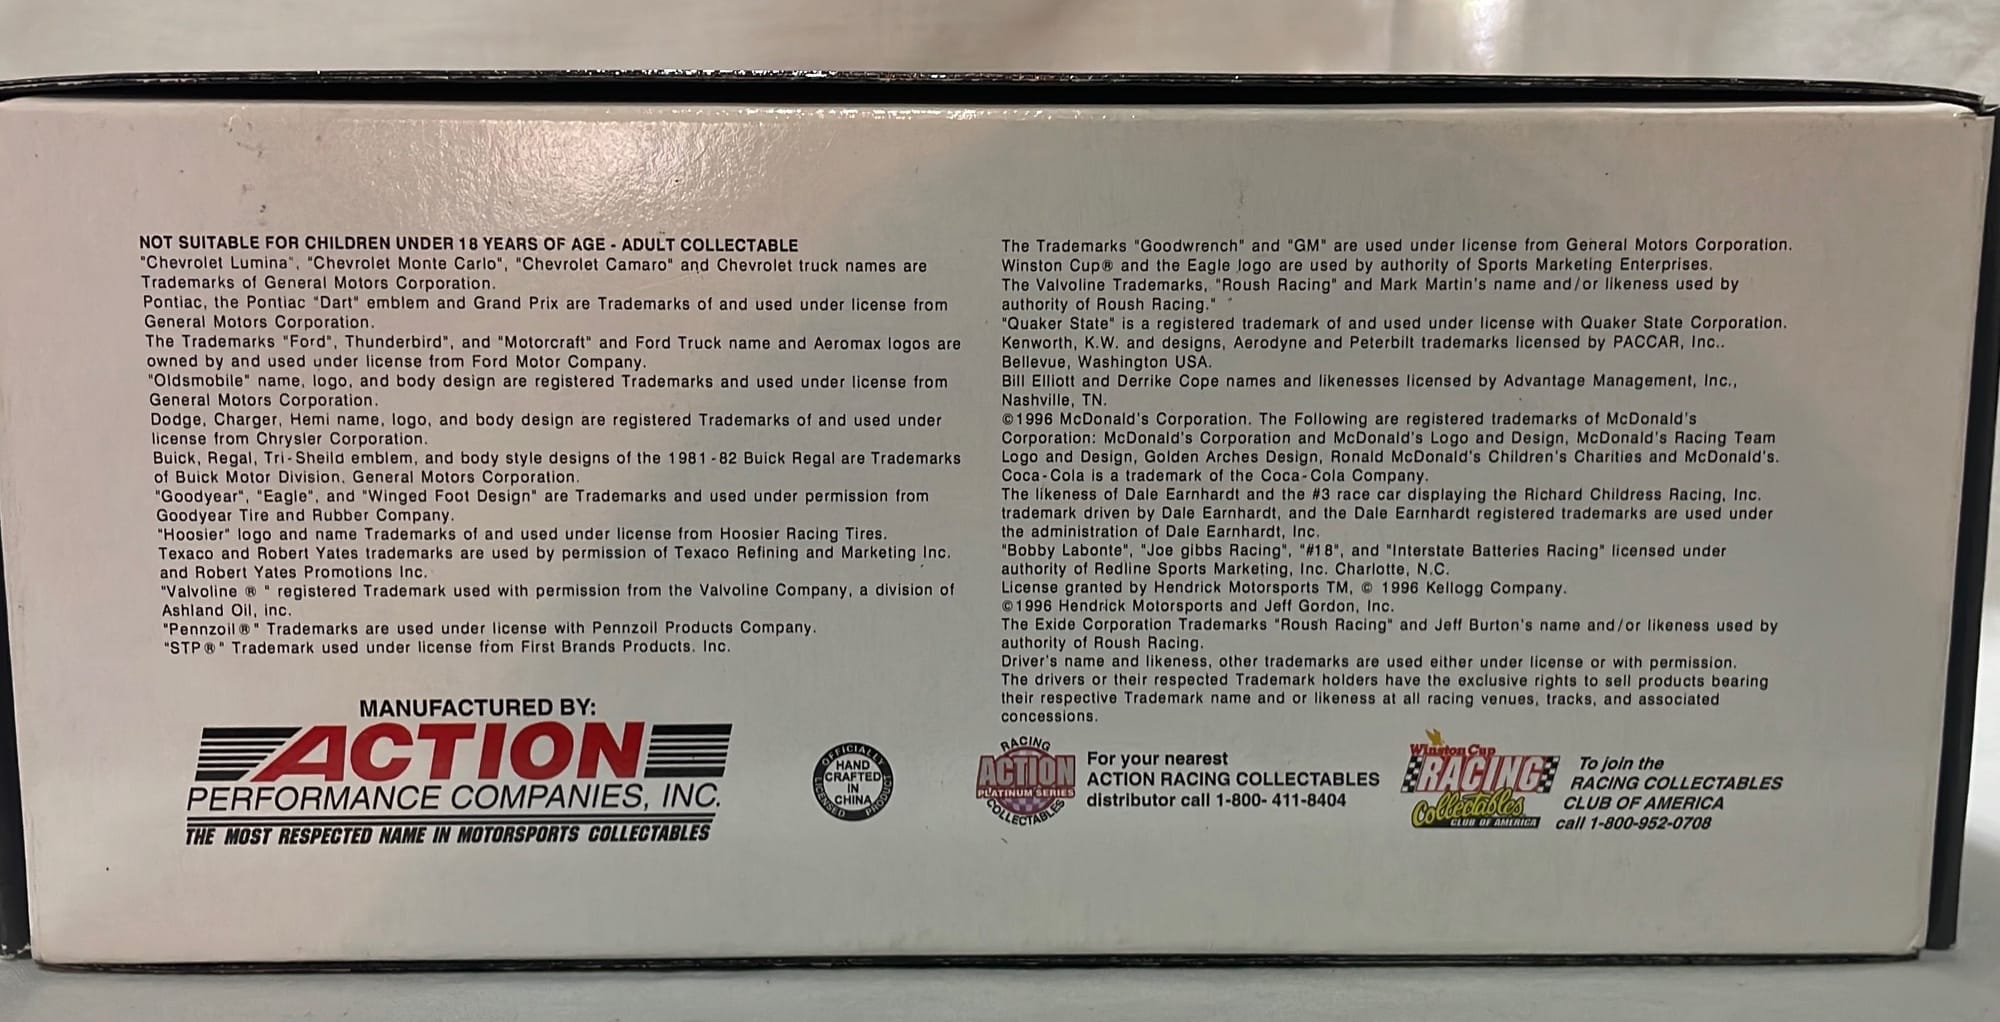 NOT SUITABLE FOR CHILDREN UNDER 18 YEARS OF AGE - ADULT COLLECTABLE
"Chevrolet Lumina", "Chevrolet Monte Carlo", "Chevrolet Camaro" and Chevrolet truck names are
Trademarks of General Motors Corporation.
Pontiac, the Pontiac "Dart" emblem and Grand Prix are Trademarks of and used under license from
General Motors Corporation.
The Trademarks "Ford", Thunderbird", and "Motorcraft" and Ford Truck name and Aeromax logos are
owned by and used under license from Ford Motor Company.
"Oldsmobile" name, logo, and body design are registered Trademarks and used under license from
General Motors Corporation.
Dodge, Charger, Hemi name, logo, and body design are registered Trademarks of and used under
license from Chrysler Corporation.
Buick, Regal, Tri-Sheild emblem, and body style designs of the 1981-82 Buick Regal are Trademarks
of Buick Motor Division, General Motors Corporation.
"Goodyear", "Eagle", and "Winged Foot Design" are Trademarks and used under permission from
Goodyear Tire and Rubber Company.
"Hoosier" logo and name Trademarks of and used under license from Hoosier Racing Tires.
Texaco and Robert Yates trademarks are used by permission of Texaco Refining and Marketing Inc.
and Robert Yates Promotions Inc.
"Valvoline ® " registered Trademark used with permission from the Valvoline Company, a division of
Ashland Oil, inc.
"Pennzoil®" Trademarks are used under license with Pennzoil Products Company.
"STP®" Trademark used under license from First Brands Products. Inc.
MANUFACTURED BY:
ACTION
PERFORMANCE COMPANIES, INC.
THE MOST RESPECTED NAME IN MOTORSPORTS COLLECTABLES
OFFICIALLY LICENSED PRODUCT
HAND
CRAFTED
IN
CHINA
The Trademarks "Goodwrench" and "GM" are used under license from General Motors Corporation.
Winston Cup® and the Eagle logo are used by authority of Sports Marketing Enterprises.
The Valvoline Trademarks, "Roush Racing" and Mark Martin's name and/or likeness used by
authority of Roush Racing."
"Quaker State" is a registered trademark of and used under license with Quaker State Corporation.
Kenworth, K.W. and designs, Aerodyne and Peterbilt trademarks licensed by PACCAR, Inc..
Bellevue, Washington USA.
Bill Elliott and Derrike Cope names and likenesses licensed by Advantage Management, Inc.,
Nashville, TN.
©1996 McDonald's Corporation. The Following are registered trademarks of McDonald's
Corporation: McDonald's Corporation and McDonald's Logo and Design, McDonald's Racing Team
Logo and Design, Golden Arches Design, Ronald McDonald's Children's Charities and McDonald's.
Coca-Cola is a trademark of the Coca-Cola Company.
The likeness of Dale Earnhardt and the #3 race car displaying the Richard Childress Racing, Inc.
trademark driven by Dale Earnhardt, and the Dale Earnhardt registered trademarks are used under
the administration of Dale Earnhardt, Inc.
"Bobby Labonte", "Joe gibbs Racing", "#18", and "Interstate Batteries Racing" licensed under
authority of Redline Sports Marketing, Inc. Charlotte, N.C.
License granted by Hendrick Motorsports TM, © 1996 Kellogg Company.
©1996 Hendrick Motorsports and Jeff Gordon, Inc.
The Exide Corporation Trademarks "Roush Racing" and Jeff Burton's name and/or likeness used by
authority of Roush Racing.
Driver's name and likeness, other trademarks are used either under license or with permission.
The drivers or their respected Trademark holders have the exclusive rights to sell products bearing
their respective Trademark name and or likeness at all racing venues, tracks, and associated
concessions.
RACING
ACTION
PLATINUM SERIES
COLLECTABLES
For your nearest
ACTION RACING COLLECTABLES
distributor call 1-800- 411-8404
Winston Cup
RACING
Collectables
CLUB OF AMERICA
To join the
RACING COLLECTABLES
CLUB OF AMERICA
call 1-800-952-0708